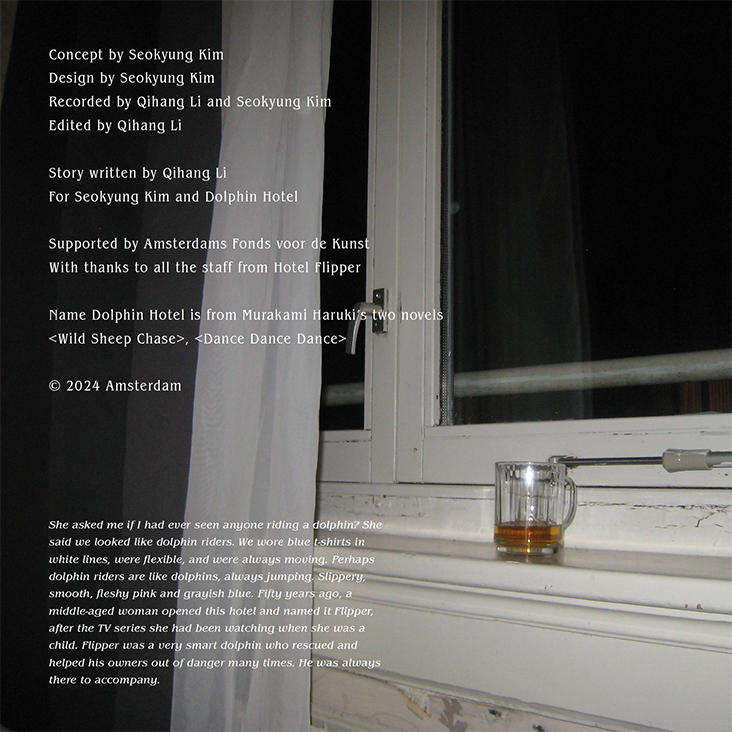 Concept by Seokyung Kim
Design by Seokyung Kim
Recorded by Qihang Li and Seokyung Kim
Edited by Qihang Li
Story written by Qihang Li
For Seokyung Kim and Dolphin Hotel
Supported by Amsterdams Fonds voor de Kunst
With thanks to all the staff from Hotel Flipper
Name Dolphin Hotel is from Murakami Haruki's two novels
<Wild Sheep Chase>, <Dance Dance Dance>
© 2024 Amsterdam
She asked me if I had ever seen anyone riding a dolphin? She
said we looked like dolphin riders. We wore blue t-shirts in
white lines, were flexible, and were always moving. Perhaps
dolphin riders are like dolphins, always jumping. Slippery,
smooth, fleshy pink and grayish blue. Fifty years ago, a
middle-aged woman opened this hotel and named it Flipper,
after the TV series she had been watching when she was a
child. Flipper was a very smart dolphin who rescued and
helped his owners out of danger many times. He was always
there to accompany.